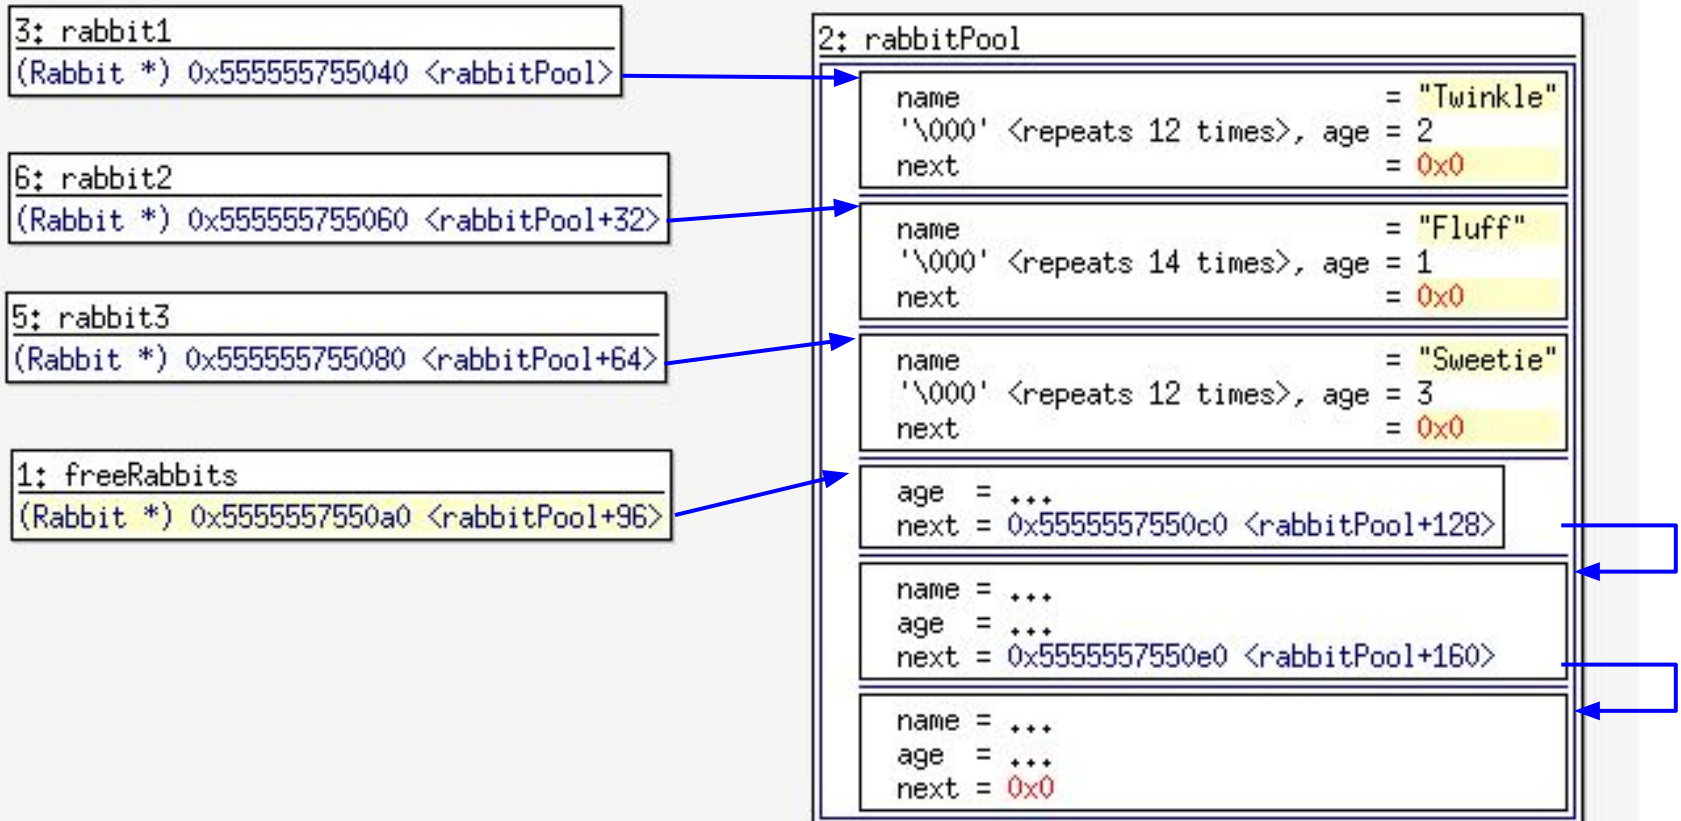 3: rabbit1
(Rabbit *) 0x555555755040 <rabbitPool>
6: rabbit2
(Rabbit *) 0x555555755060 <rabbitPool+32>
5: rabbit3
(Rabbit *) 0x555555755080 <rabbitPool+64>
1: freeRabbits
(Rabbit *) 0x5555557550a0 <rabbitPool+96>
2: rabbitPool
name = "Twinkle"
'\000' <repeats 12 times>, age = 2
next = 0x0
name = "Fluff"
'\000' <repeats 14 times>, age = 1
next = 0x0
name = "Sweetie"
'\000' <repeats 12 times>, age = 3
next = 0x0
age = ...
next = 0x5555557550c0 <rabbitPool+128>
name = ...
age = ...
next = 0x5555557550e0 <rabbitPool+160>
name = ...
age = ...
next = 0x0